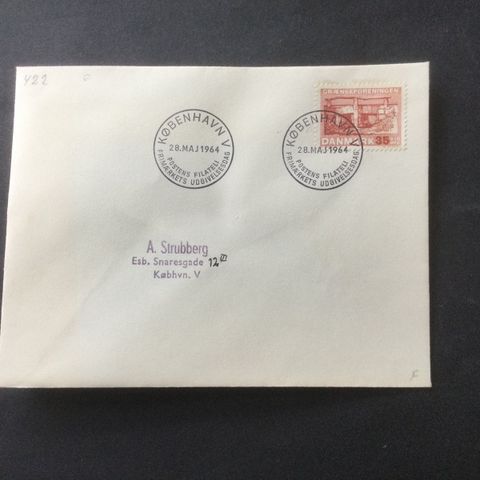 422
GRÆNSEFORENINGEN
DANMARK 35
KØBENHAVN V
28.MAJ 1964
POSTENS FILATELI
FRIMÆRKETS UDGIVELSESDAG
KØBENHAVN V
28.MAJ 1964
POSTENS FILATELI
FRIMÆRKETS UDGIVELSESDAG
A. Strubberg
Esb. Snaresgade 12
Købhvn. V